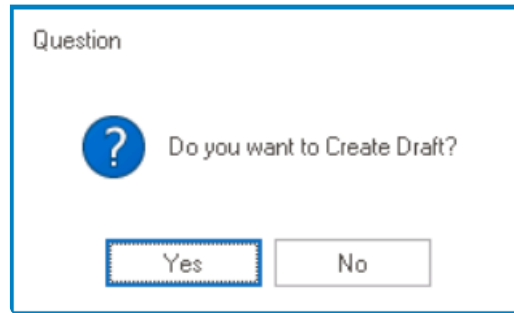 Question
Do you want to Create Draft?
Yes No